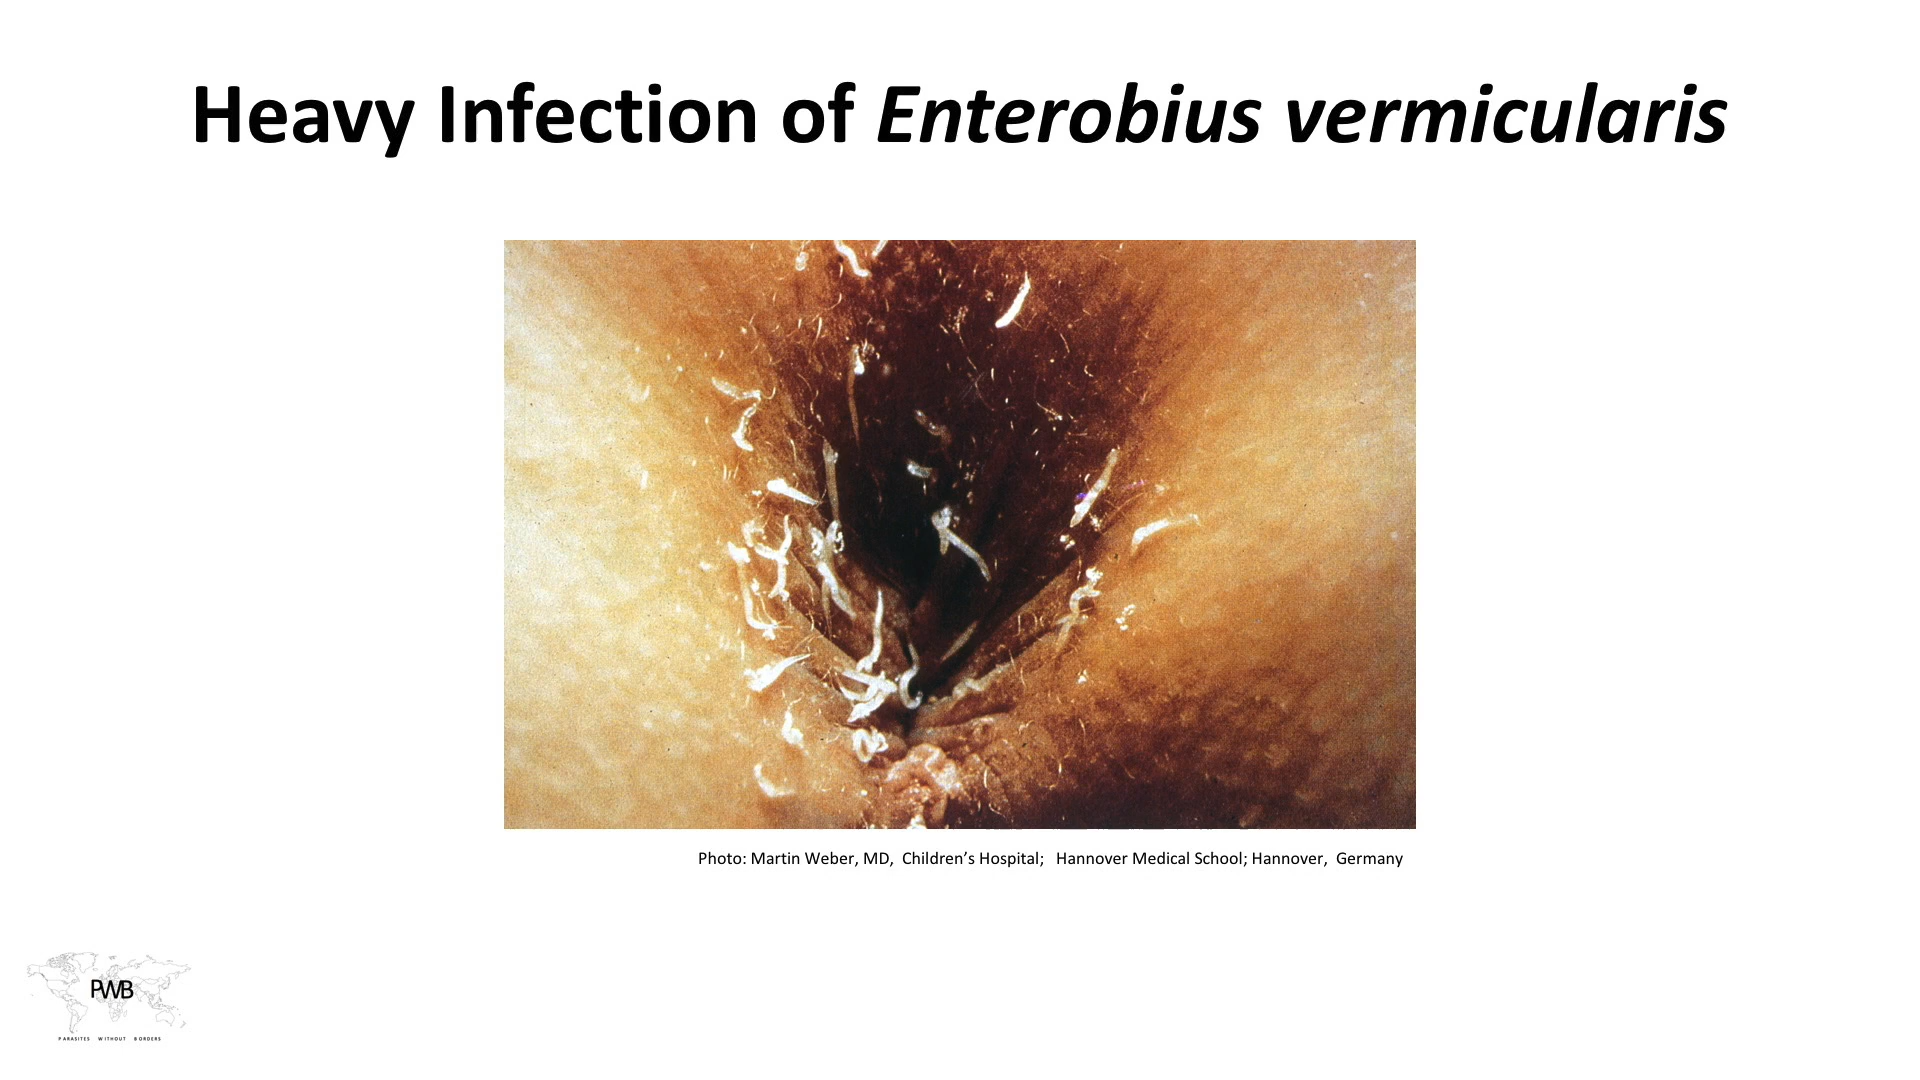 Heavy Infection of Enterobius vermicularis
Photo: Martin Weber, MD, Children’s Hospital; Hannover Medical School; Hannover, Germany
PWB
PARASITES WITHOUT BORDERS